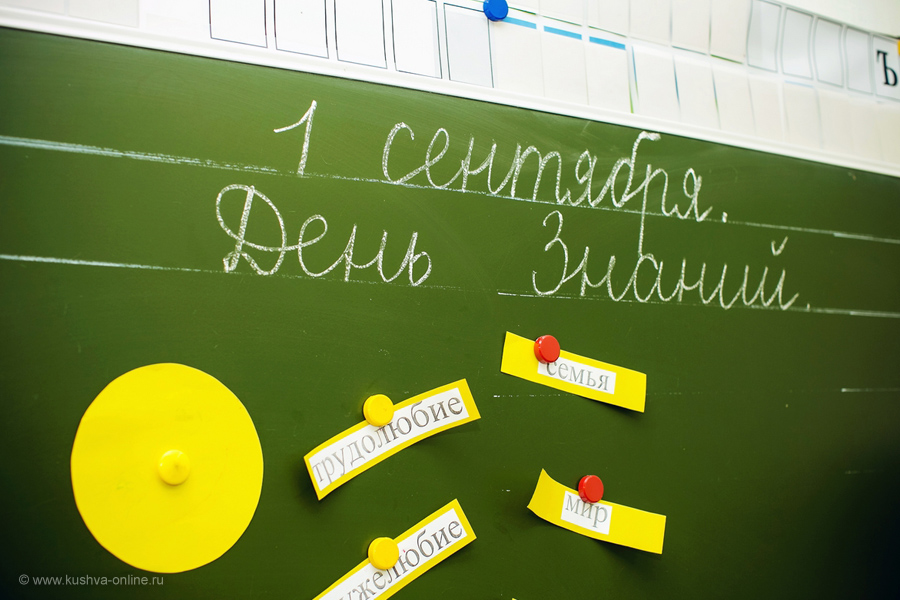 Ъ
1 сентября.
День Знаний.
семья
трудолюбие
мир
© www.kushva-online.ru